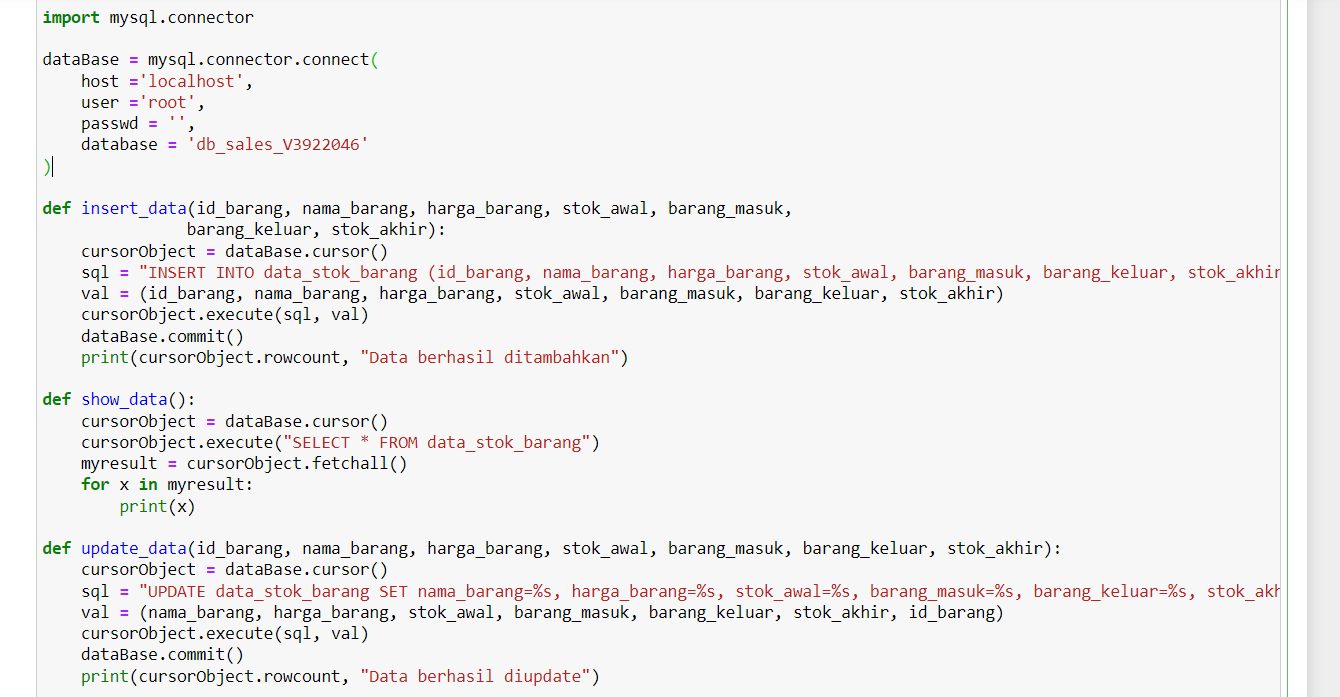 import mysql.connector
dataBase = mysql.connector.connect(
    host ='localhost',
    user ='root',
    passwd = '',
    database = 'db_sales_V3922046'
)
def insert_data(id_barang, nama_barang, harga_barang, stok_awal, barang_masuk,
               barang_keluar, stok_akhir):
    cursorObject = dataBase.cursor()
    sql = "INSERT INTO data_stok_barang (id_barang, nama_barang, harga_barang, stok_awal, barang_masuk, barang_keluar, stok_akhir
    val = (id_barang, nama_barang, harga_barang, stok_awal, barang_masuk, barang_keluar, stok_akhir)
    cursorObject.execute(sql, val)
    dataBase.commit()
    print(cursorObject.rowcount, "Data berhasil ditambahkan")
def show_data():
    cursorObject = dataBase.cursor()
    cursorObject.execute("SELECT * FROM data_stok_barang")
    myresult = cursorObject.fetchall()
    for x in myresult:
        print(x)
def update_data(id_barang, nama_barang, harga_barang, stok_awal, barang_masuk, barang_keluar, stok_akhir):
    cursorObject = dataBase.cursor()
    sql = "UPDATE data_stok_barang SET nama_barang=%s, harga_barang=%s, stok_awal=%s, barang_masuk=%s, barang_keluar=%s, stok_akh
    val = (nama_barang, harga_barang, stok_awal, barang_masuk, barang_keluar, stok_akhir, id_barang)
    cursorObject.execute(sql, val)
    dataBase.commit()
    print(cursorObject.rowcount, "Data berhasil diupdate")